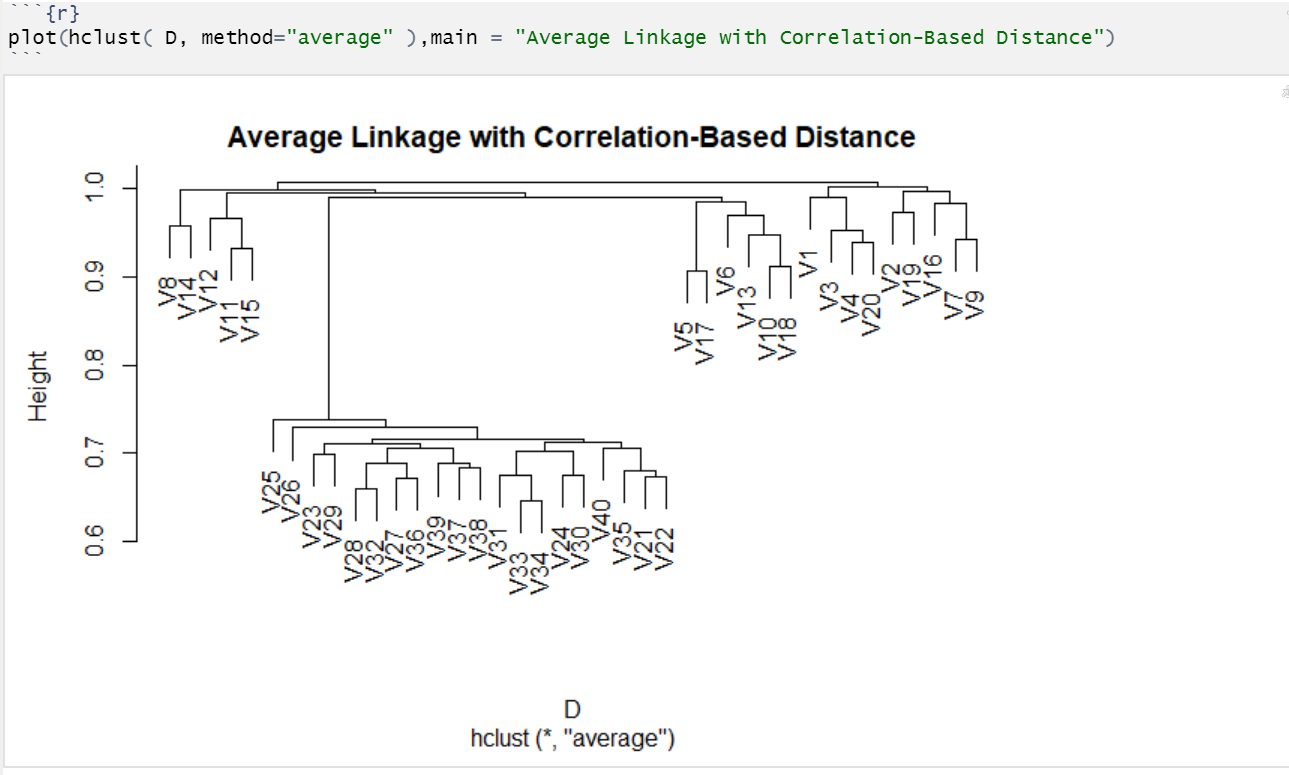 ```{r}
plot(hclust( D, method="average" ),main = "Average Linkage with Correlation-Based Distance")
```
Average Linkage with Correlation-Based Distance
Height
1.0
0.9
0.8
0.7
0.6
V8
V14
V12
V11
V15
V25
V26
V23
V29
V28
V32
V27
V36
V39
V37
V38
V31
V33
V34
V24
V30
V40
V35
V21
V22
V5
V17
V6
V13
V10
V18
V1
V3
V4
V20
V2
V19
V16
V7
V9
D
hclust (*, "average")